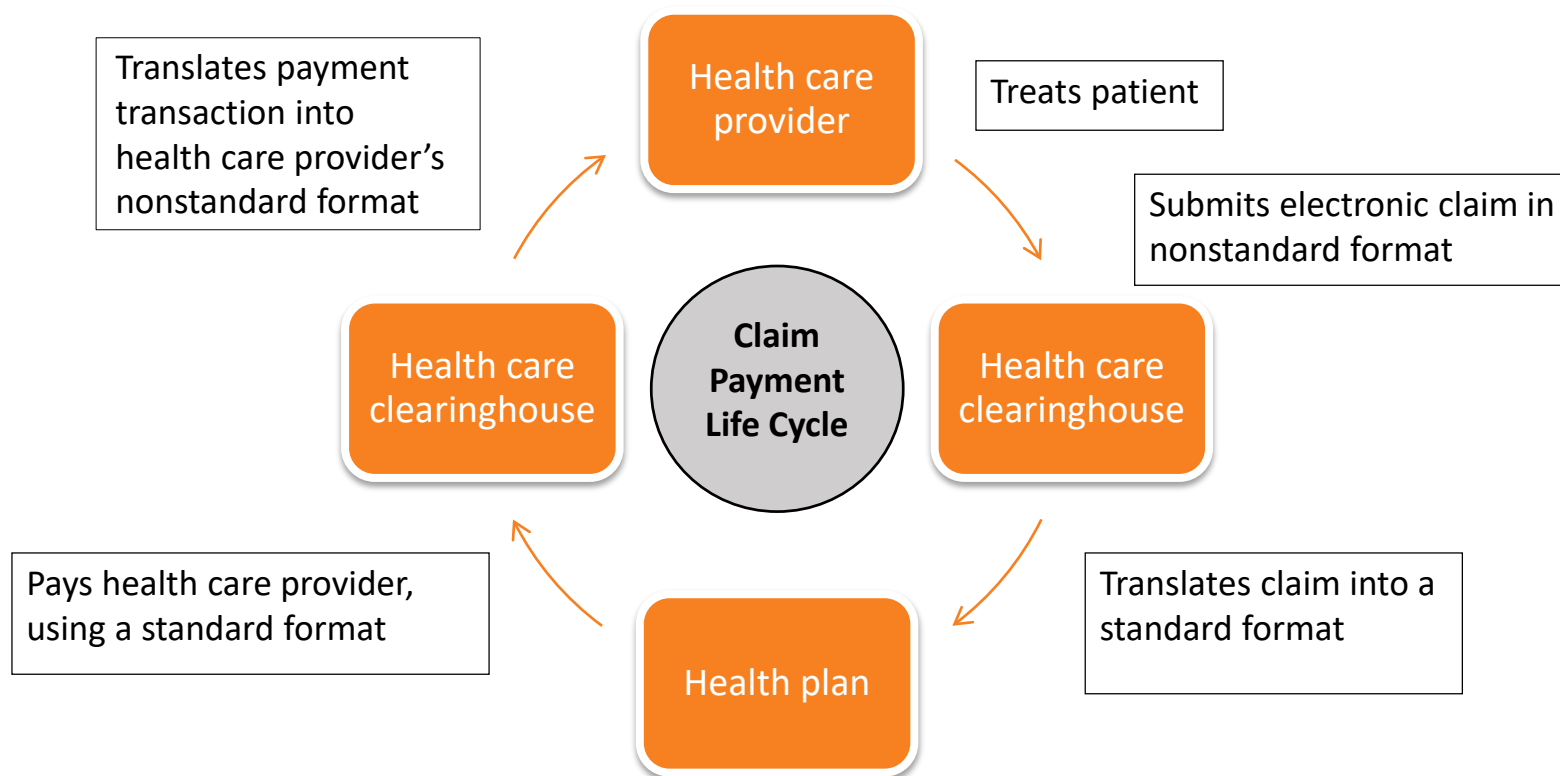 Health care
provider
Treats patient
Submits electronic claim in
nonstandard format
Health care
clearinghouse
Translates claim into a
standard format
Health plan
Pays health care provider,
using a standard format
Health care
clearinghouse
Translates payment
transaction into
health care provider’s
nonstandard format
Claim
Payment
Life Cycle